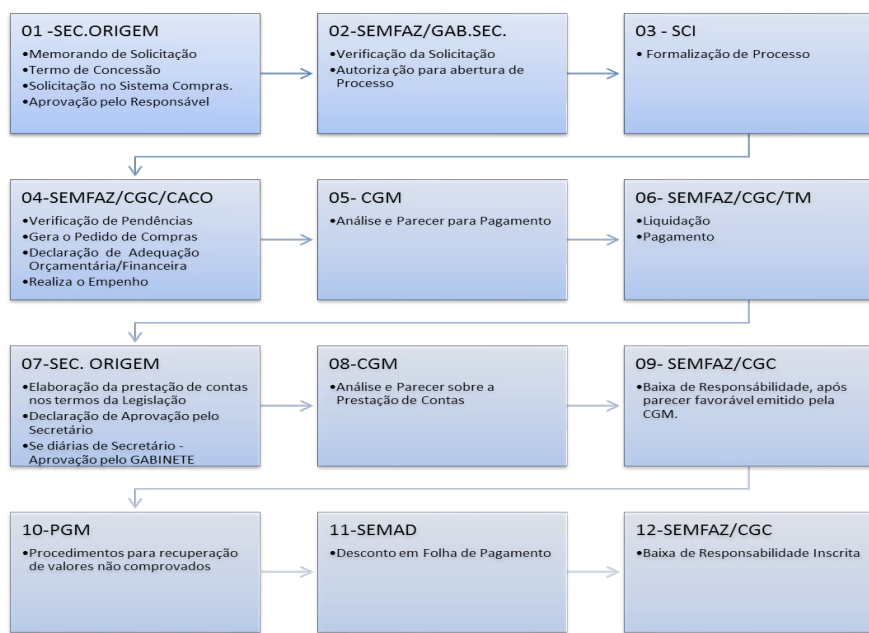 01 -SEC.ORIGEM
•Memorando de Solicitação
•Termo de Concessão
•Solicitação no Sistema Compras.
•Aprovação pelo Responsável
02-SEMFAZ/GAB.SEC.
•Verificação da Solicitação
•Autoriza ção para abertura de
Processo
03 - SCI
• Formalização de Processo
04-SEMFAZ/CGC/CACO
•Verificação de Pendências
•Gera o Pedido de Compras
•Declaração de Adequação
Orçamentária/Financeira
•Realiza o Empenho
05- CGM
•Análise e Parecer para Pagamento
06- SEMFAZ/CGC/TM
•Liquidação
•Pagamento
07-SEC. ORIGEM
•Elaboração da prestação de contas
nos termos da Legislação
•Declaração de Aprovação pelo
Secretário
•Se diárias de Secretário -
Aprovação pelo GABINETE
08-CGM
•Análise e Parecer sobre a
Prestação de Contas
09- SEMFAZ/CGC
•Baixa de Responsábilidade, após
parecer favorável emitido pela
CGM.
10-PGM
•Procedimentos para recuperação
de valores não comprovados
11-SEMAD
•Desconto em Folha de Pagamento
12-SEMFAZ/CGC
•Baixa de Responsabilidade Inscrita